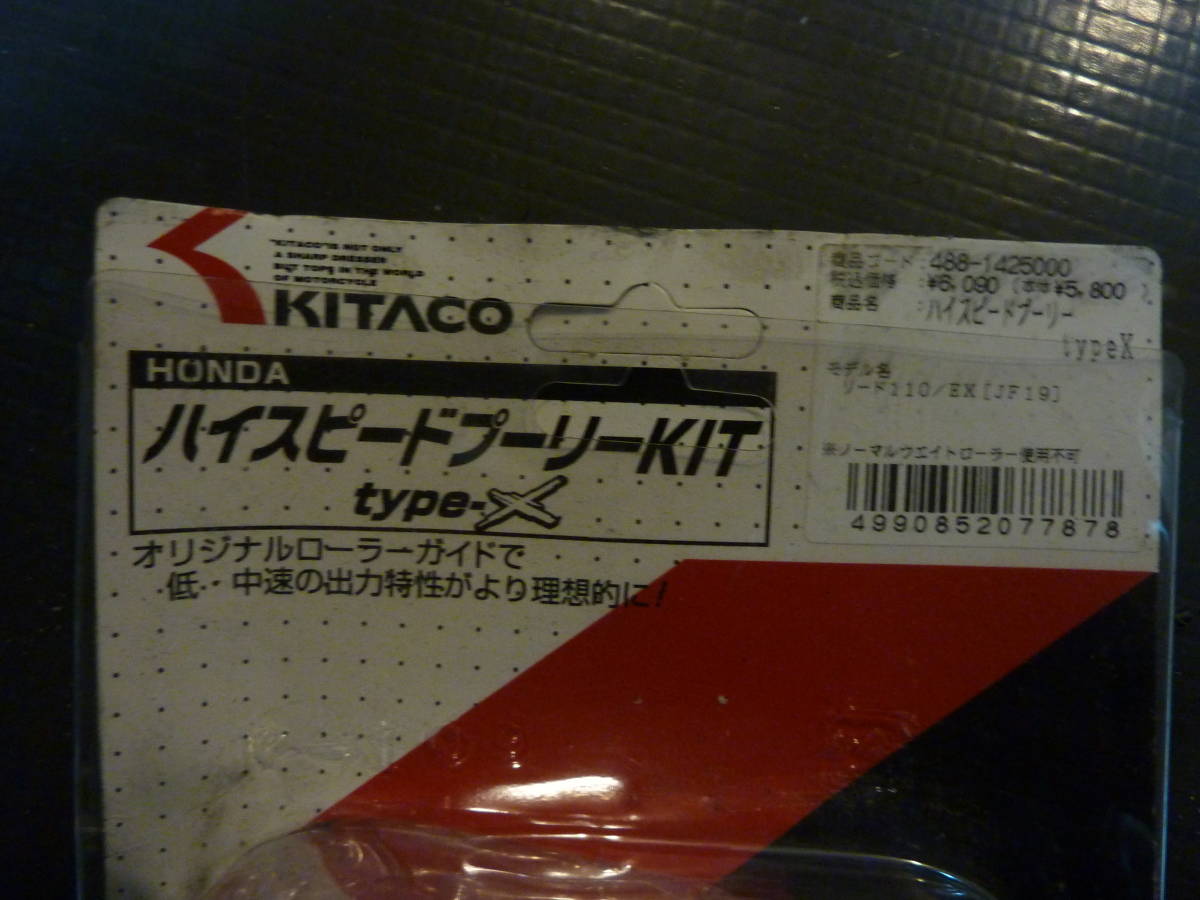 "KITACO" IS NOT ONLY
A SHARP DRESSER
BUT TOPS IN THE WORLD
OF MOTORCYCLE
KITACO
HONDA
ハイスピードプーリーKIT
type-X
オリジナルローラーガイドで
低・中速の出力特性がより理想的に!
商品コード :488-1425000
税込価格 :¥6,090 (本体¥5,800)
商品名 :ハイスピードプーリー
typeX
モデル名
リード110/EX[JF19]
※ノーマルウエイトローラー使用不可
4990852077878